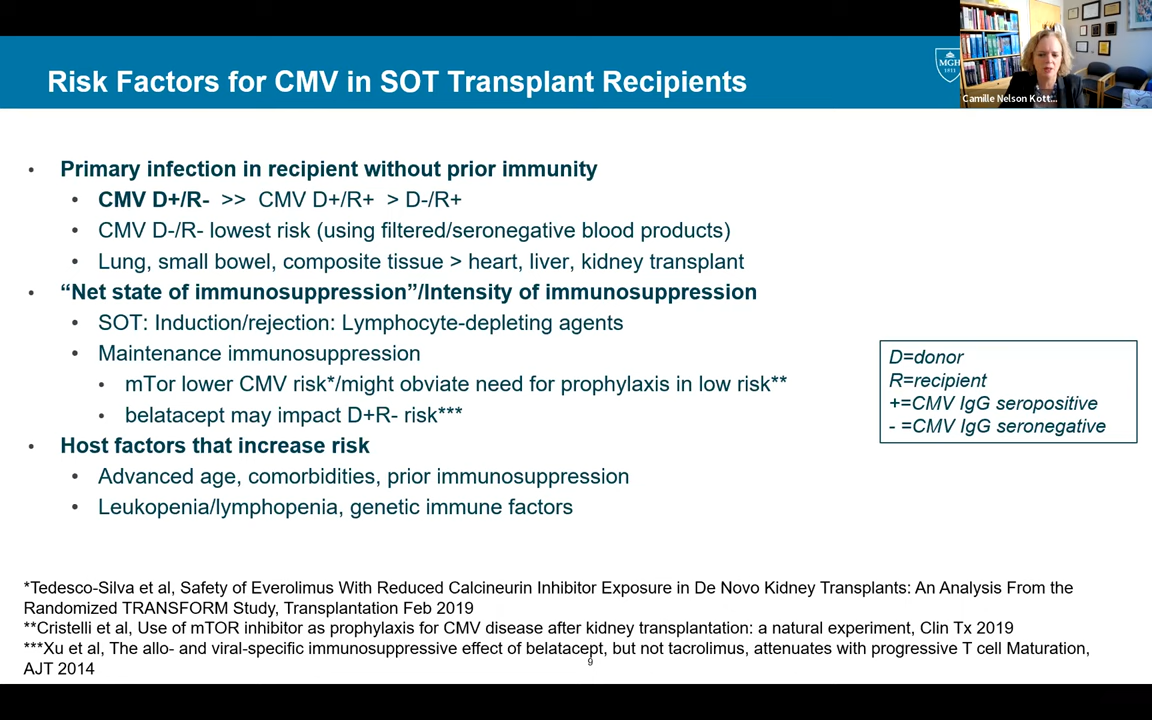 Risk Factors for CMV in SOT Transplant Recipients
MGH
1811
Camille Nelson Kott...
• Primary infection in recipient without prior immunity
• CMV D+/R- >> CMV D+/R+ > D-/R+
• CMV D-/R- lowest risk (using filtered/seronegative blood products)
• Lung, small bowel, composite tissue > heart, liver, kidney transplant
• “Net state of immunosuppression”/Intensity of immunosuppression
• SOT: Induction/rejection: Lymphocyte-depleting agents
• Maintenance immunosuppression
• mTor lower CMV risk*/might obviate need for prophylaxis in low risk**
• belatacept may impact D+R- risk***
• Host factors that increase risk
• Advanced age, comorbidities, prior immunosuppression
• Leukopenia/lymphopenia, genetic immune factors
D=donor
R=recipient
+=CMV IgG seropositive
- =CMV IgG seronegative
*Tedesco-Silva et al, Safety of Everolimus With Reduced Calcineurin Inhibitor Exposure in De Novo Kidney Transplants: An Analysis From the
Randomized TRANSFORM Study, Transplantation Feb 2019
**Cristelli et al, Use of mTOR inhibitor as prophylaxis for CMV disease after kidney transplantation: a natural experiment, Clin Tx 2019
***Xu et al, The allo- and viral-specific immunosuppressive effect of belatacept, but not tacrolimus, attenuates with progressive T cell Maturation,
AJT 2014
9